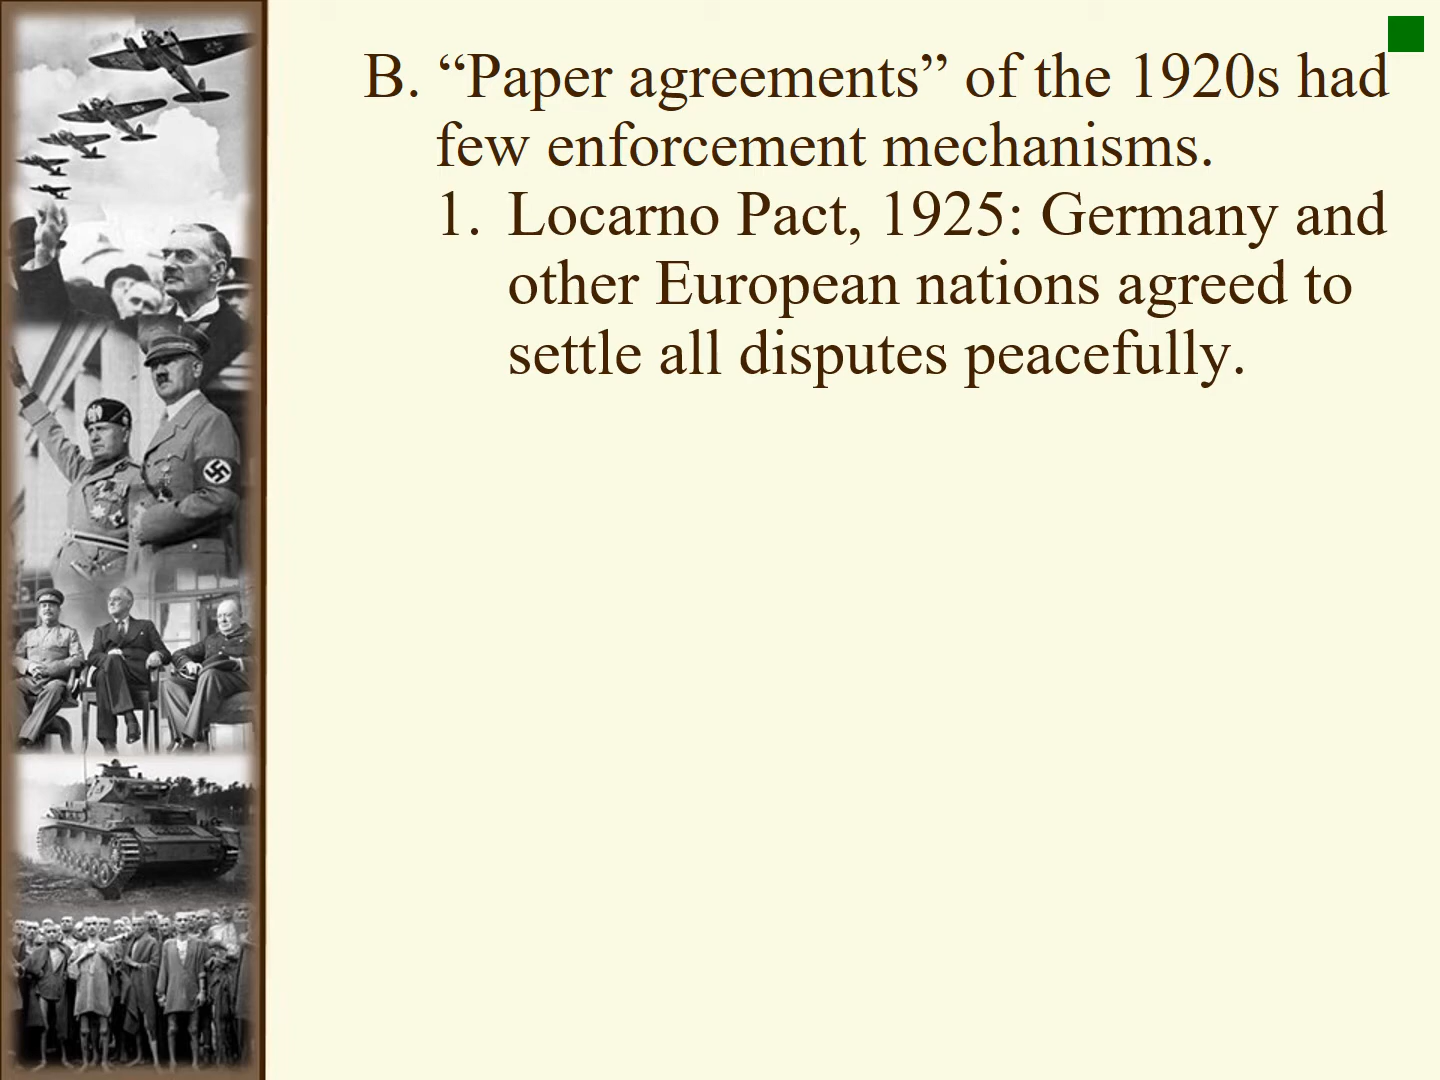 B. “Paper agreements” of the 1920s had
few enforcement mechanisms.
1. Locarno Pact, 1925: Germany and
other European nations agreed to
settle all disputes peacefully.